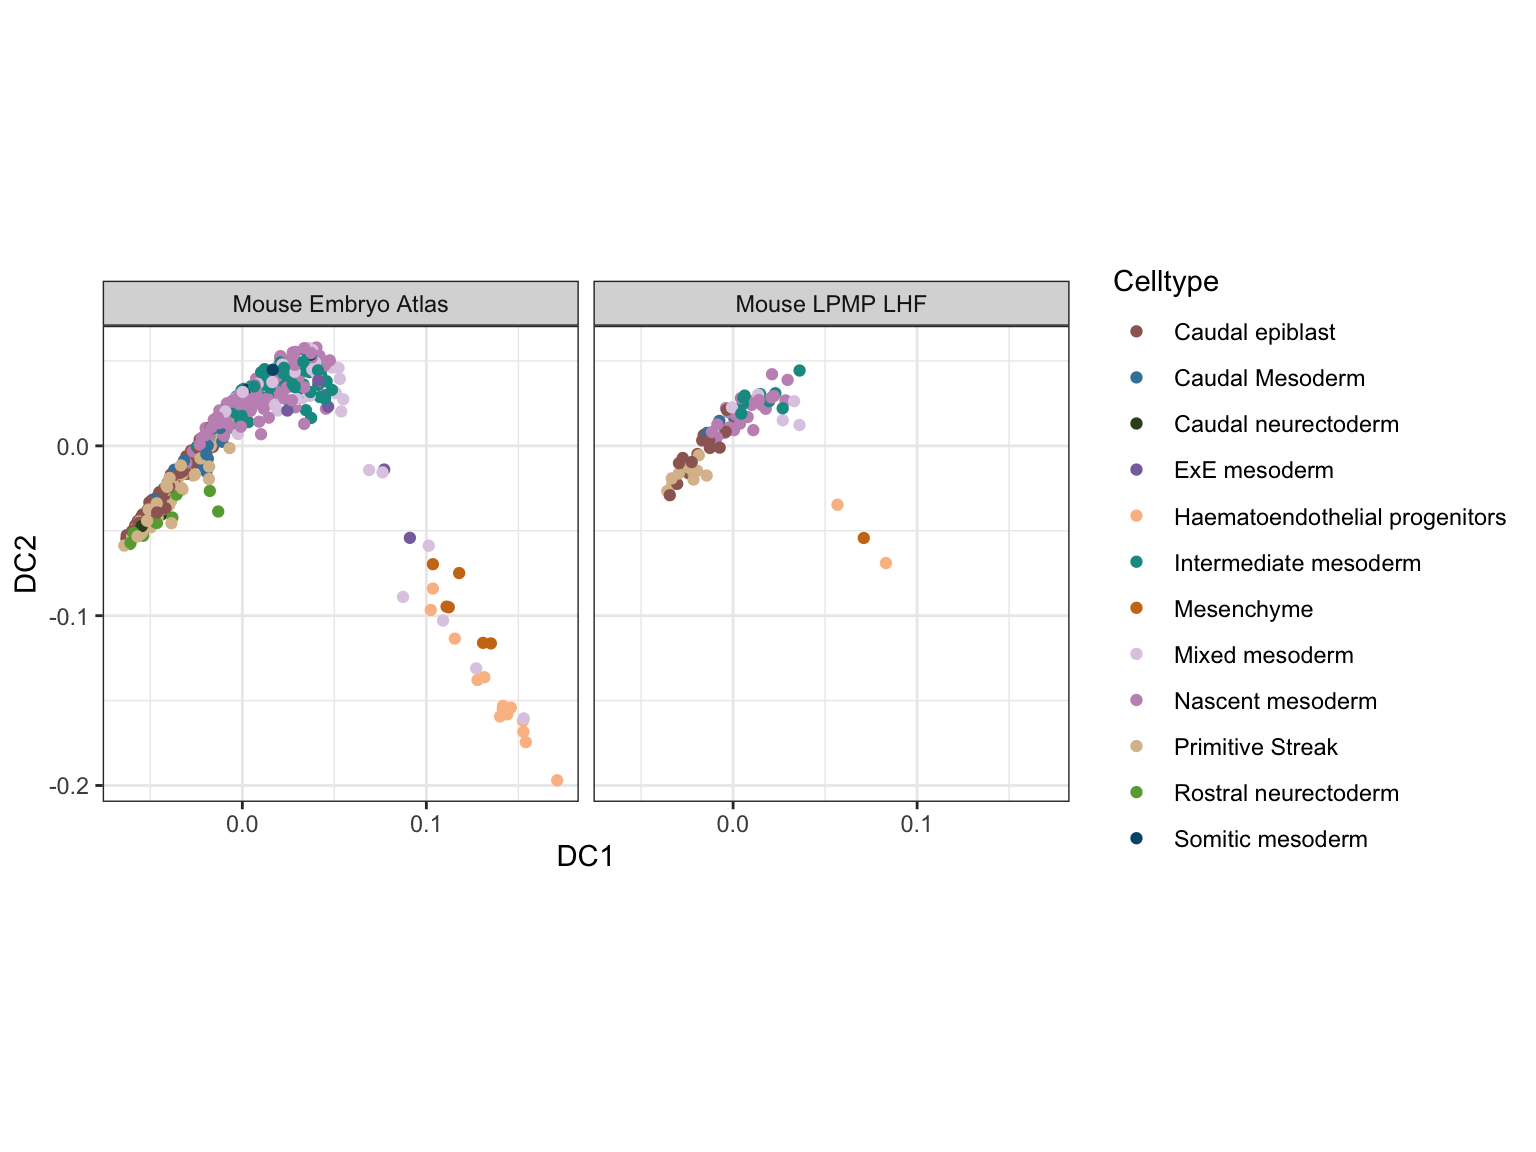 Mouse Embryo Atlas
Mouse LPMP LHF
Celltype
Caudal epiblast
Caudal Mesoderm
Caudal neurectoderm
ExE mesoderm
Haematoendothelial progenitors
Intermediate mesoderm
Mesenchyme
Mixed mesoderm
Nascent mesoderm
Primitive Streak
Rostral neurectoderm
Somitic mesoderm
DC2
0.0
-0.1
-0.2
0.0
0.1
0.0
0.1
DC1